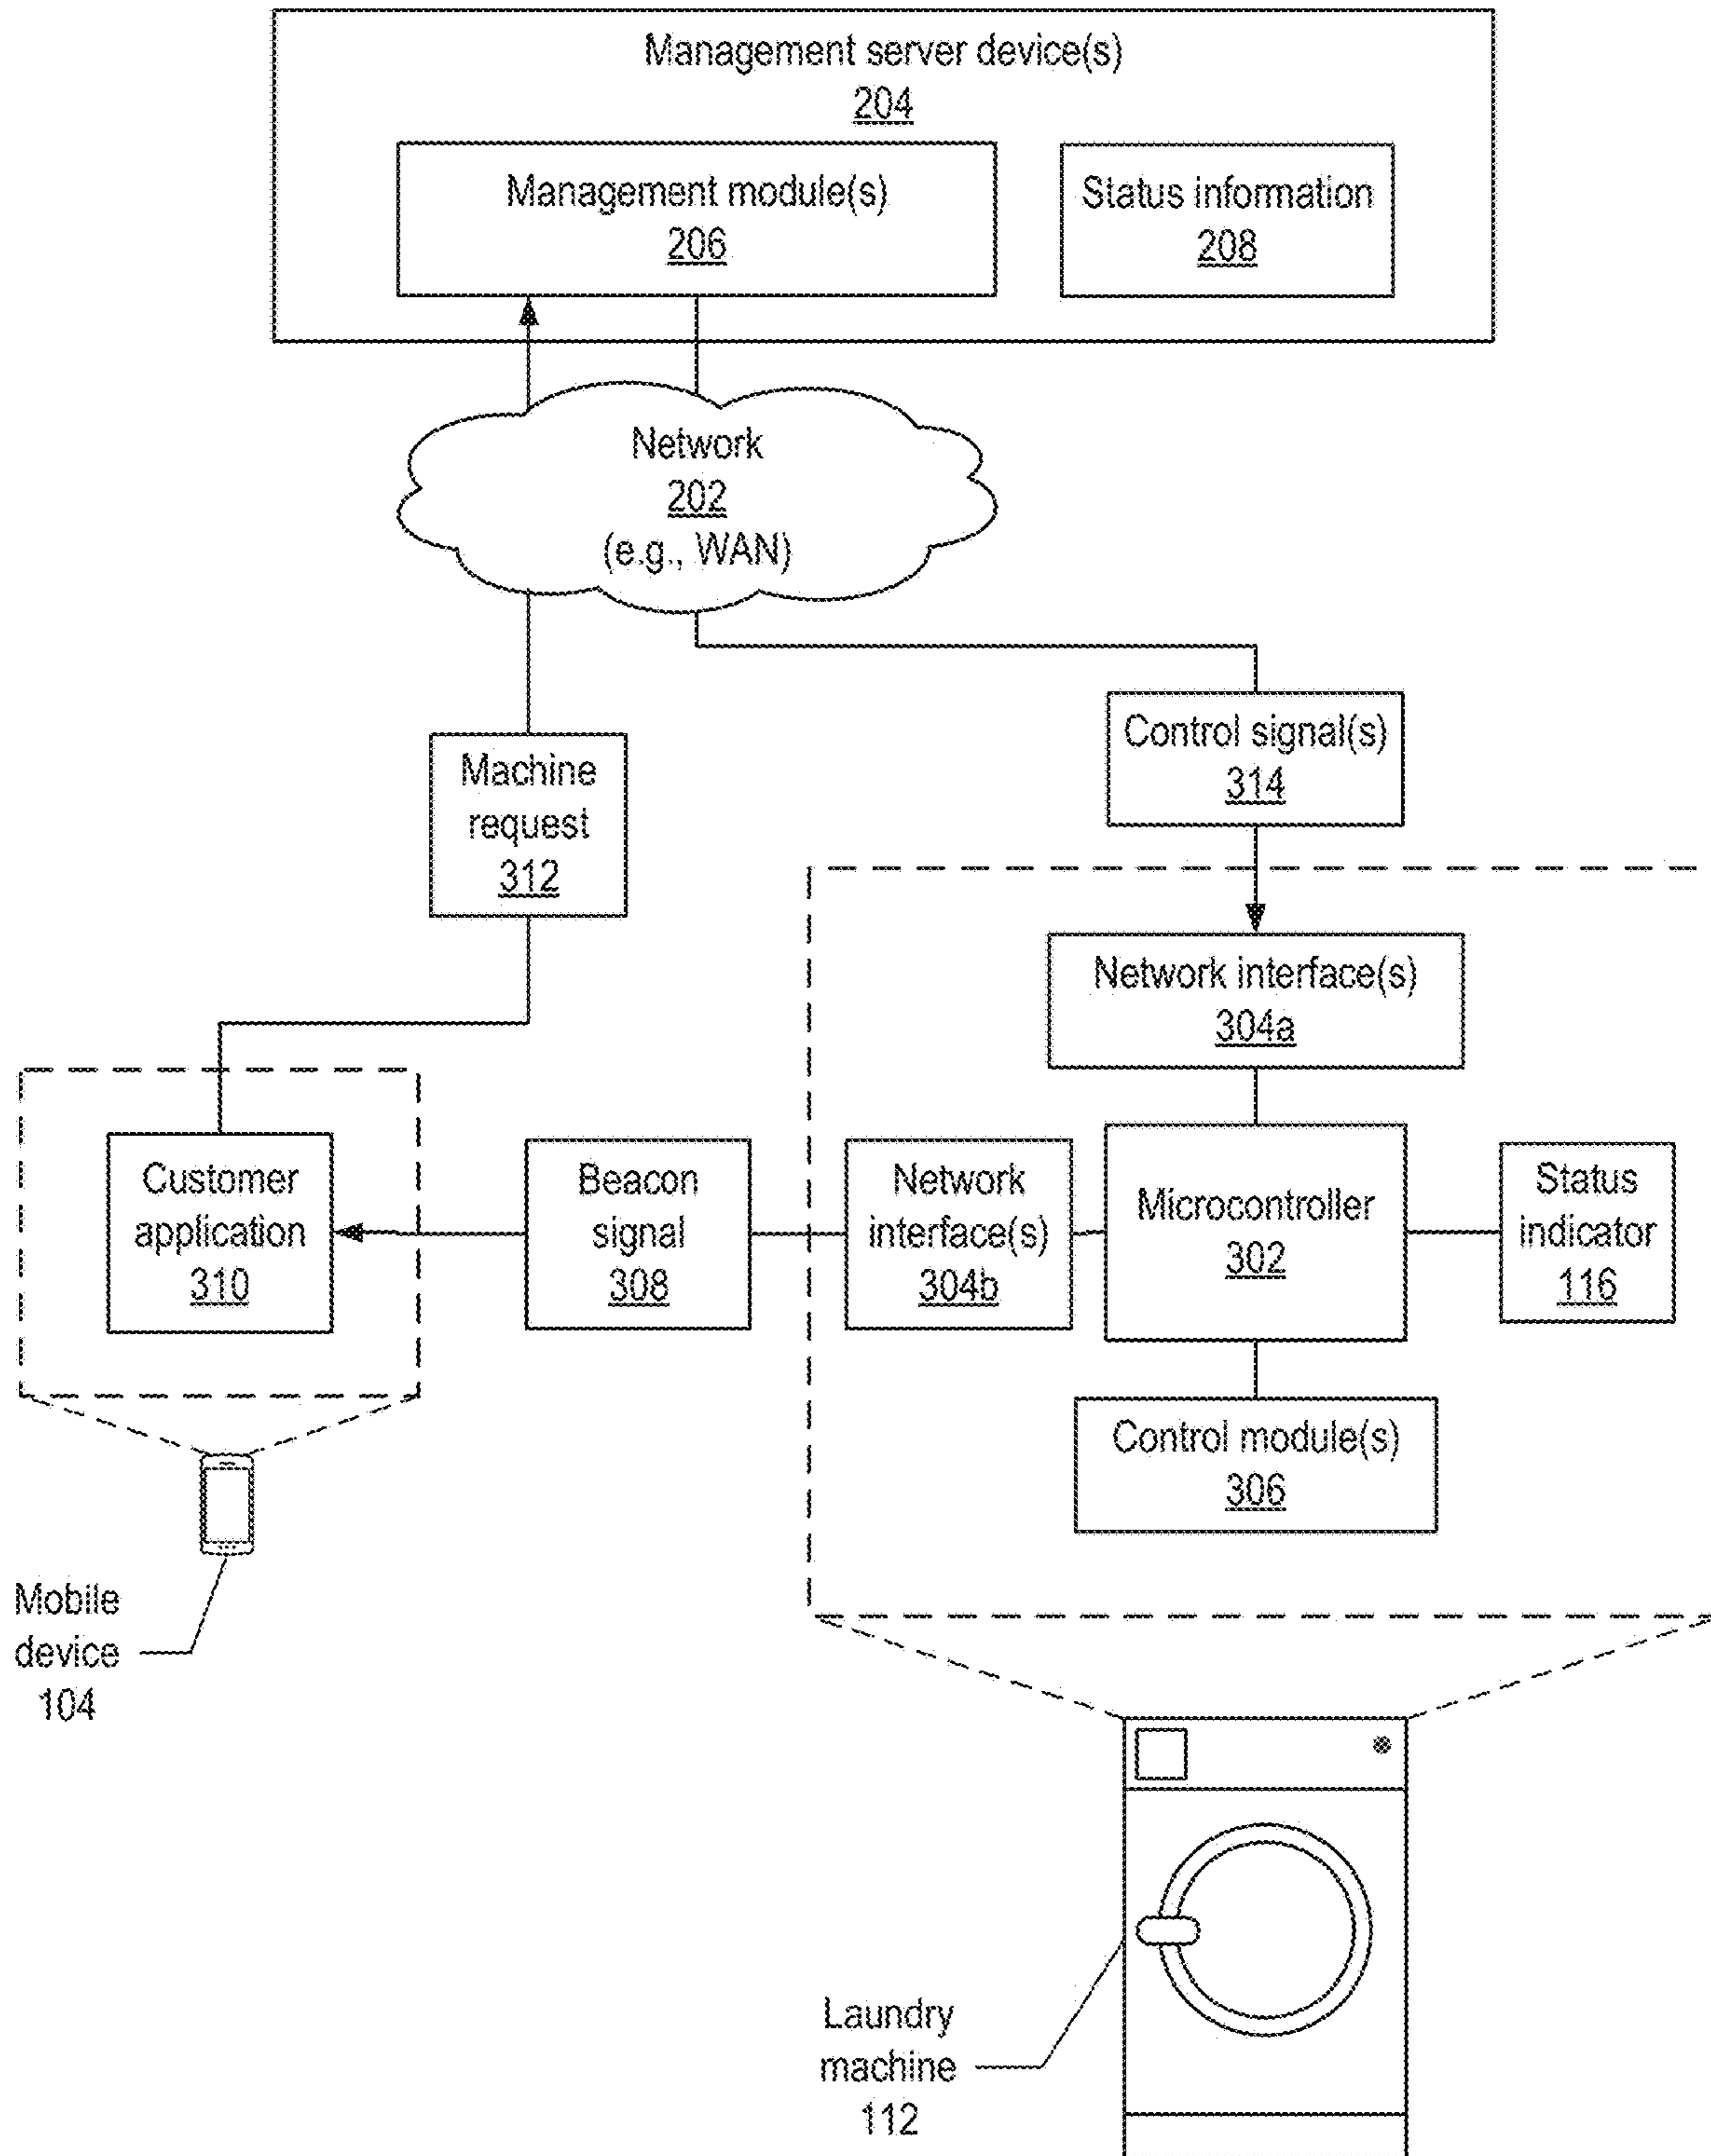 Management server device(s)
204
Management module(s)
206
Status information
208
Network
202
(e.g., WAN)
Control signal(s)
314
Machine
request
312
Network interface(s)
304a
Customer
application
310
Beacon
signal
308
Network
interface(s)
304b
Microcontroller
302
Status
indicator
116
Control module(s)
306
Mobile
device
104
Laundry
machine
112